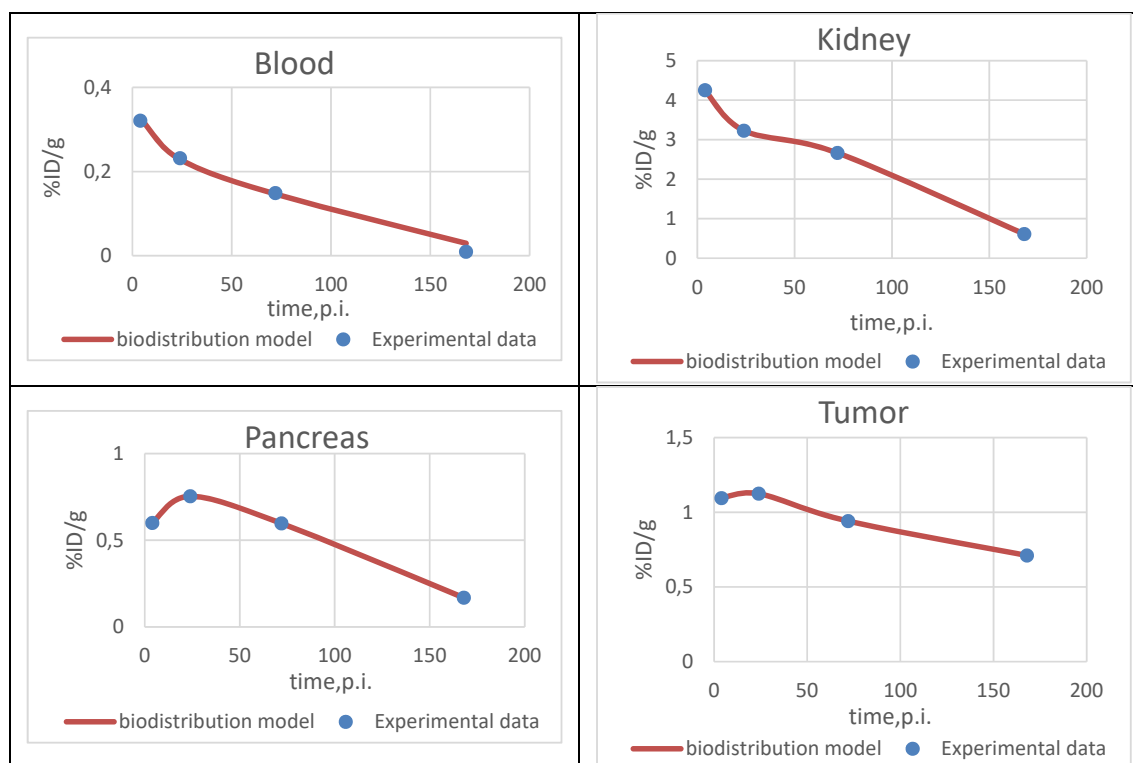 Blood
0,4
0,2
0
%ID/g
0 50 100 150 200
time,p.i.
biodistribution model Experimental data
Kidney
5
4
3
2
1
0
%ID/g
0 50 100 150 200
time,p.i.
biodistribution model Experimental data
Pancreas
1
0,5
0
%ID/g
0 50 100 150 200
time,p.i.
biodistribution model Experimental data
Tumor
1,5
1
0,5
0
%ID/g
0 50 100 150 200
time,p.i.
biodistribution model Experimental data